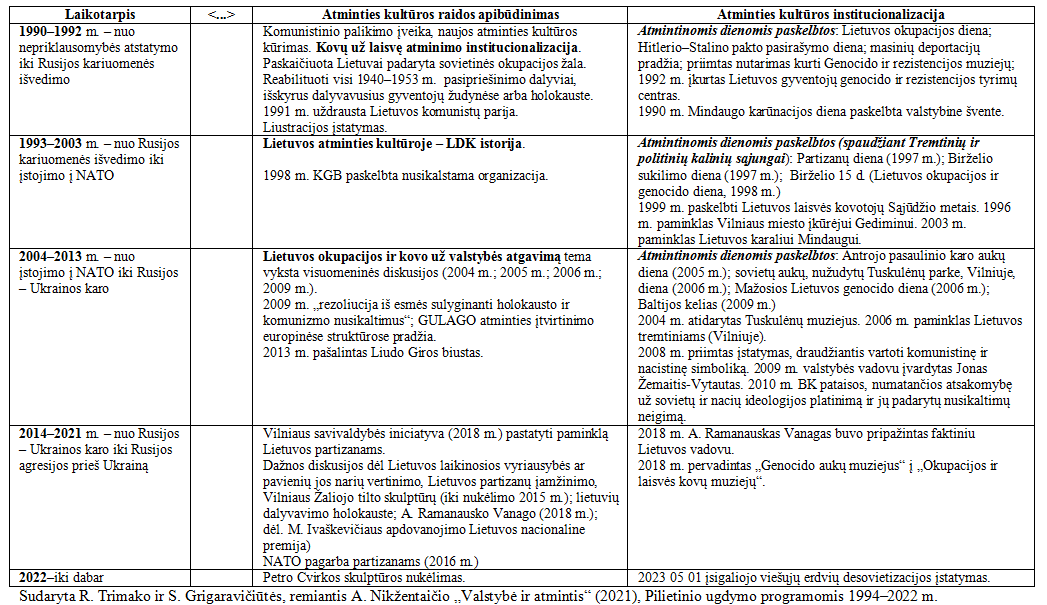 Laikotarpis
<...>
Atminties kultūros raidos apibūdinimas
Atminties kultūros institucionalizacija
1990–1992 m. – nuo
nepriklausomybės atstatymo
iki Rusijos kariuomenės
išvedimo
Komunistinio palikimo įveika, naujos atminties kultūros
kūrimas. Kovų už laisvę atminimo institucionalizacija.
Paskaičiuota Lietuvai padaryta sovietinės okupacijos žala.
Reabilituoti visi 1940–1953 m. pasipriešinimo dalyviai,
išskyrus dalyvavusius gyventojų žudynėse arba holokauste.
1991 m. uždrausta Lietuvos komunistų parija.
Liustracijos įstatymas.
Atmintinomis dienomis paskelbtos: Lietuvos okupacijos diena;
Hitlerio–Stalino pakto pasirašymo diena; masinių deportacijų
pradžia; priimtas nutarimas kurti Genocido ir rezistencijos muziejų;
1992 m. įkurtas Lietuvos gyventojų genocido ir rezistencijos tyrimų
centras.
1990 m. Mindaugo karūnacijos diena paskelbta valstybine švente.
1993–2003 m. – nuo Rusijos
kariuomenės išvedimo iki
įstojimo į NATO
Lietuvos atminties kultūroje – LDK istorija.
1998 m. KGB paskelbta nusikalstama organizacija.
Atmintinomis dienomis paskelbtos (spaudžiant Tremtinių ir
politinių kalinių sąjungai): Partizanų diena (1997 m.); Birželio
sukilimo diena (1997 m.); Birželio 15 d. (Lietuvos okupacijos ir
genocido diena, 1998 m.)
1999 m. paskelbti Lietuvos laisvės kovotojų Sąjūdžio metais. 1996
m. paminklas Vilniaus miesto įkūrėjui Gediminui. 2003 m.
paminklas Lietuvos karaliui Mindaugui.
2004–2013 m. – nuo
įstojimo į NATO iki Rusijos
– Ukrainos karo
Lietuvos okupacijos ir kovo už valstybės atgavimą tema
vyksta visuomeninės diskusijos (2004 m.; 2005 m.; 2006 m.;
2009 m.).
2009 m. „rezoliucija iš esmės sulyginanti holokausto ir
komunizmo nusikaltimus“; GULAGO atminties įtvirtinimo
europinėse struktūrose pradžia.
2013 m. pašalintas Liudo Giros biustas.
Atmintinomis dienomis paskelbtos: Antrojo pasaulinio karo aukų
diena (2005 m.); sovietų aukų, nužudytų Tuskulėnų parke, Vilniuje,
diena (2006 m.); Mažosios Lietuvos genocido diena (2006 m.);
Baltijos kelias (2009 m.)
2004 m. atidarytas Tuskulėnų muziejus. 2006 m. paminklas Lietuvos
tremtiniams (Vilniuje).
2008 m. priimtas įstatymas, draudžiantis vartoti komunistinę ir
nacistinę simboliką. 2009 m. valstybės vadovu įvardytas Jonas
Žemaitis-Vytautas. 2010 m. BK pataisos, numatančios atsakomybę
už sovietų ir nacių ideologijos platinimą ir jų padarytų nusikaltimų
neigimą.
2014–2021 m. – nuo Rusijos
– Ukrainos karo iki Rusijos
agresijos prieš Ukrainą
Vilniaus savivaldybės iniciatyva (2018 m.) pastatyti paminklą
Lietuvos partizanams.
Dažnos diskusijos dėl Lietuvos laikinosios vyriausybės ar
pavienių jos narių vertinimo, Lietuvos partizanų įamžinimo,
Vilniaus Žaliojo tilto skulptūrų (iki nukėlimo 2015 m.); lietuvių
dalyvavimo holokauste; A. Ramanausko Vanago (2018 m.);
dėl. M. Ivaškevičiaus apdovanojimo Lietuvos nacionaline
premija)
NATO pagarba partizanams (2016 m.)
2018 m. A. Ramanauskas Vanagas buvo pripažintas faktiniu
Lietuvos vadovu.
2018 m. pervadintas „Genocido aukų muziejus“ į „Okupacijos ir
laisvės kovų muziejų“.
2022–iki dabar
Petro Cvirkos skulptūros nukėlimas.
2023 05 01 įsigaliojo viešųjų erdvių desovietizacijos įstatymas.
Sudaryta R. Trimako ir S. Grigaravičiūtės, remiantis A. Nikžentaičio „Valstybė ir atmintis“ (2021), Pilietinio ugdymo programomis 1994–2022 m.